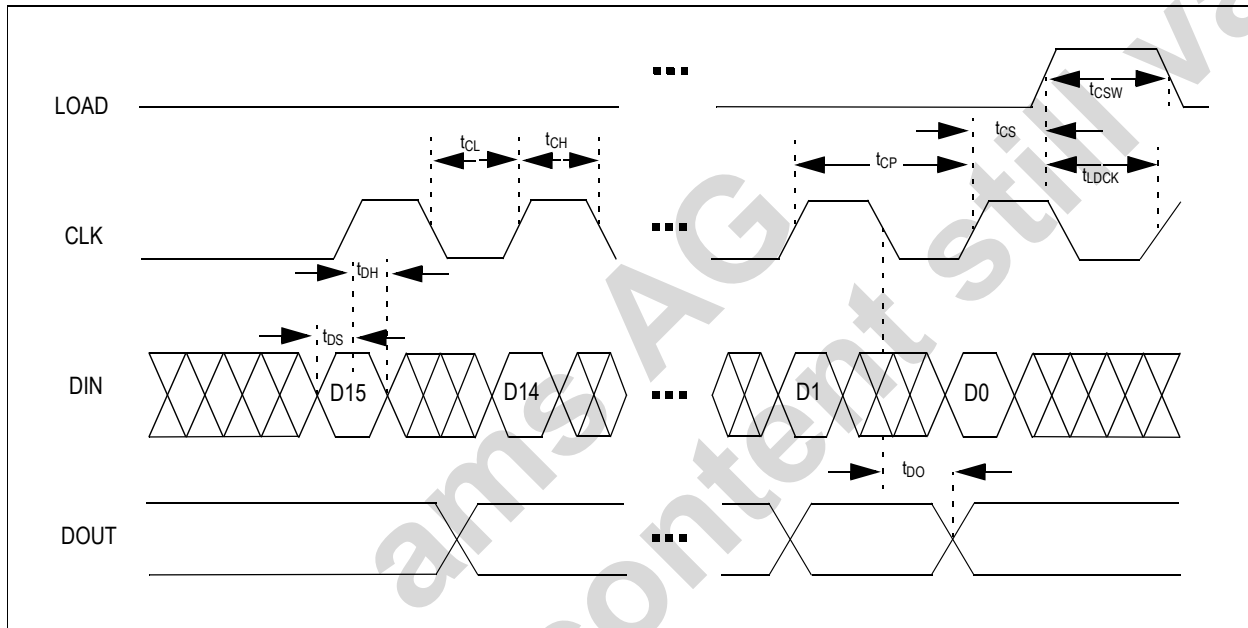 LOAD
tCSW
tCS
tCL
tCH
tCP
tLDCK
CLK
tDH
tDS
DIN
D15
D14
D1
D0
tDO
DOUT
ams AG
content still va